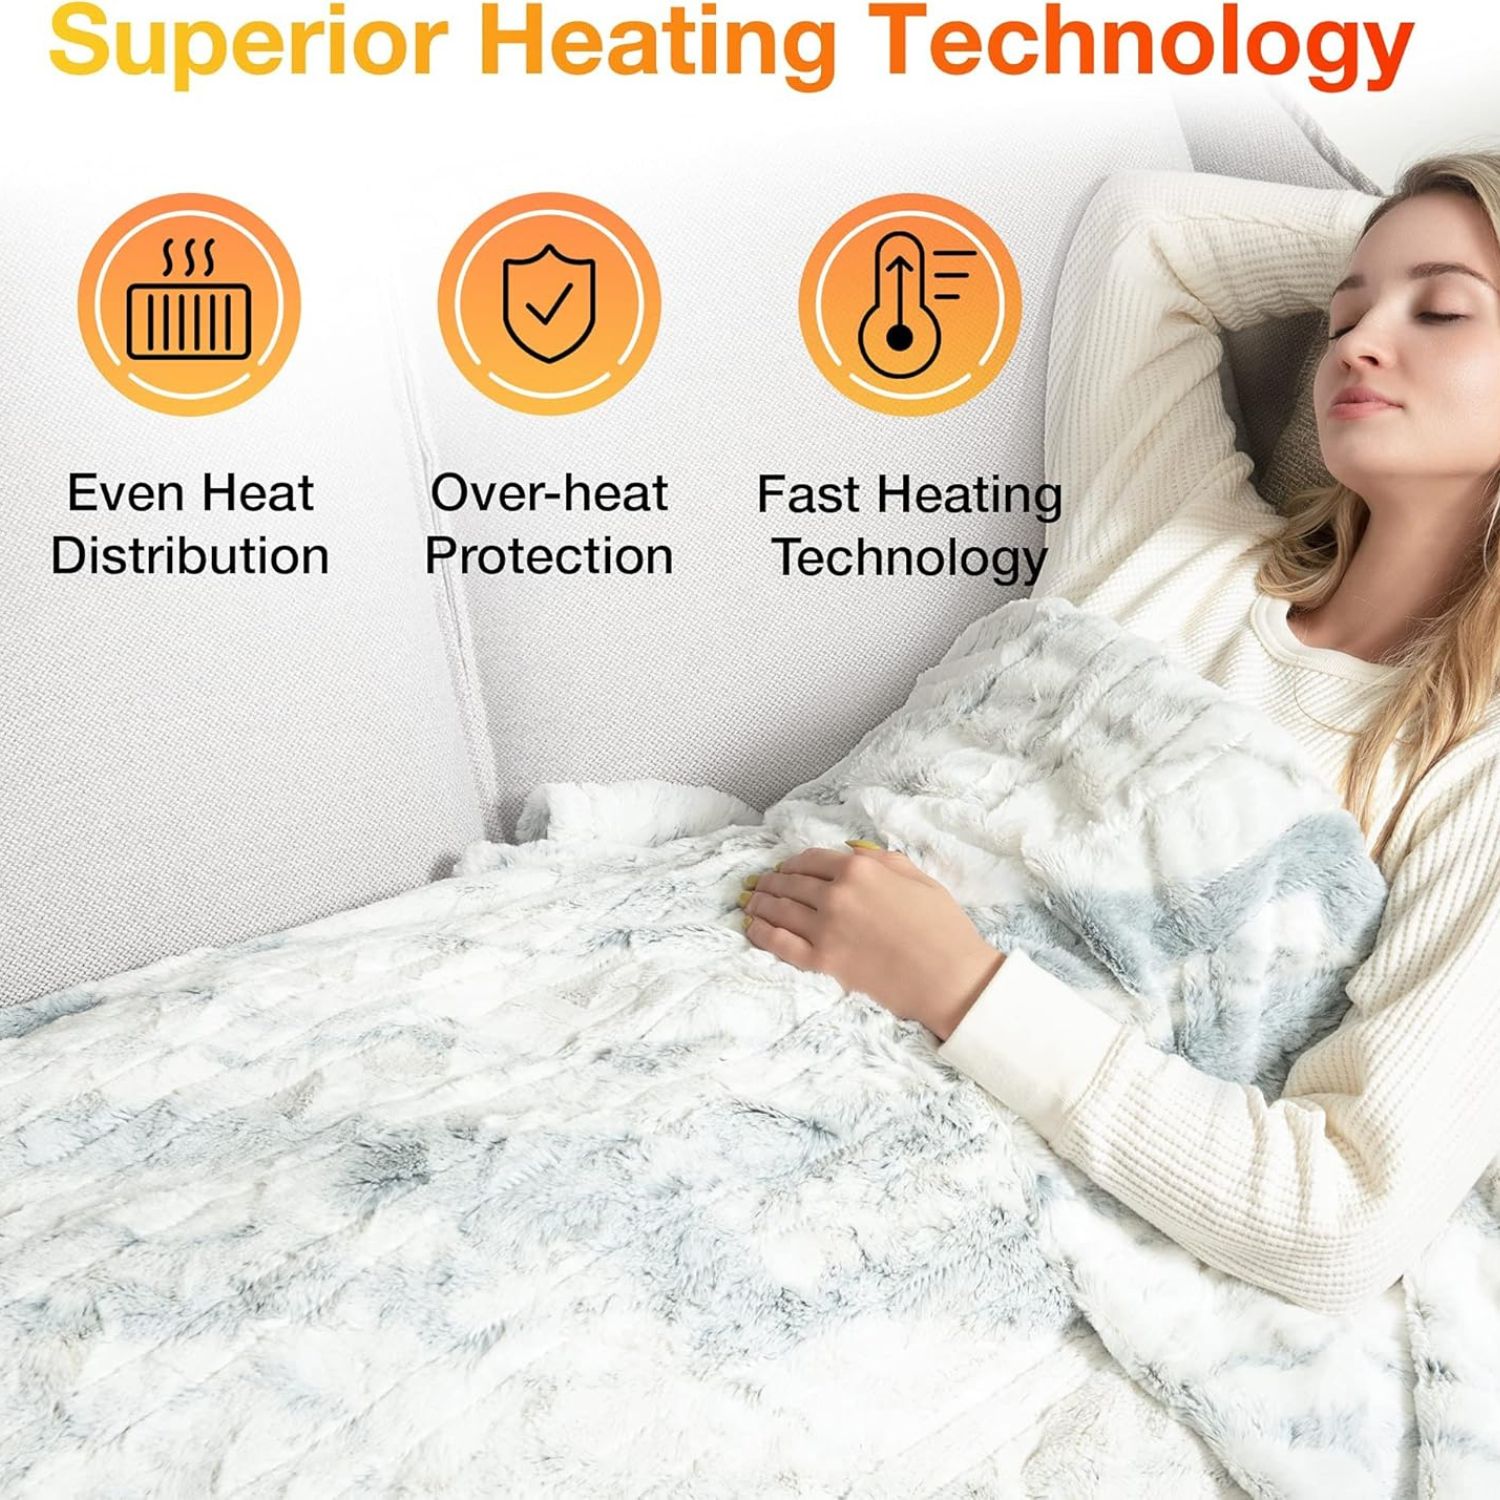 Superior Heating Technology
Even Heat
Distribution
Over-heat
Protection
Fast Heating
Technology